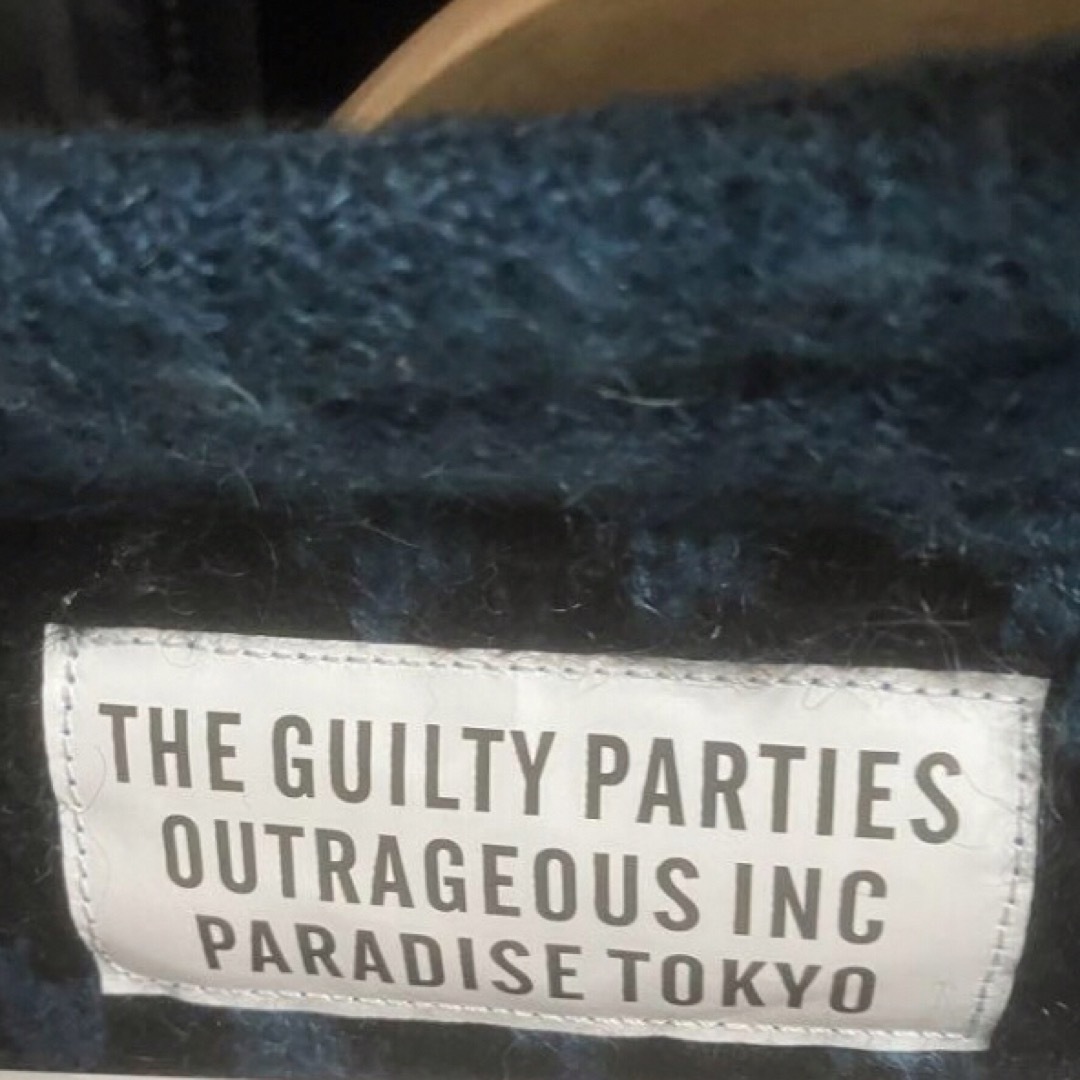 THE GUILTY PARTIES
OUTRAGEOUS INC
PARADISE TOKYO